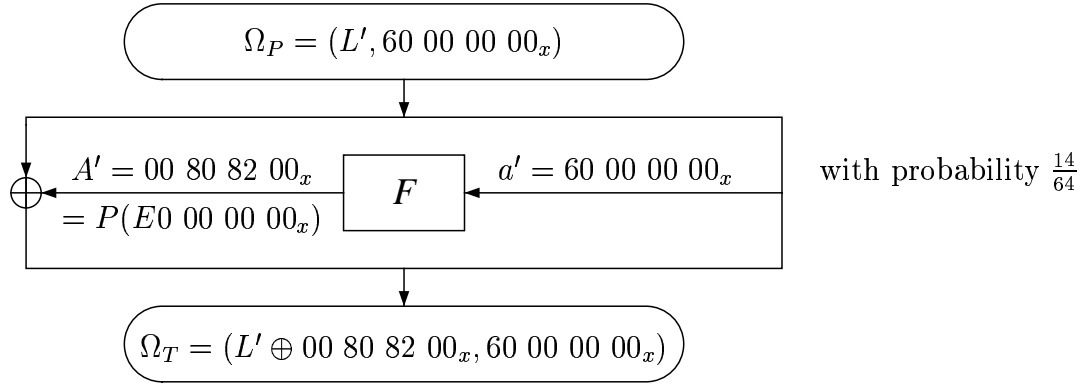 Ω_P = (L′, 60 00 00 00_x)
A′ = 00 80 82 00_x
= P(E0 00 00 00_x)
F
a′ = 60 00 00 00_x
with probability 14/64
Ω_T = (L′ ⊕ 00 80 82 00_x, 60 00 00 00_x)